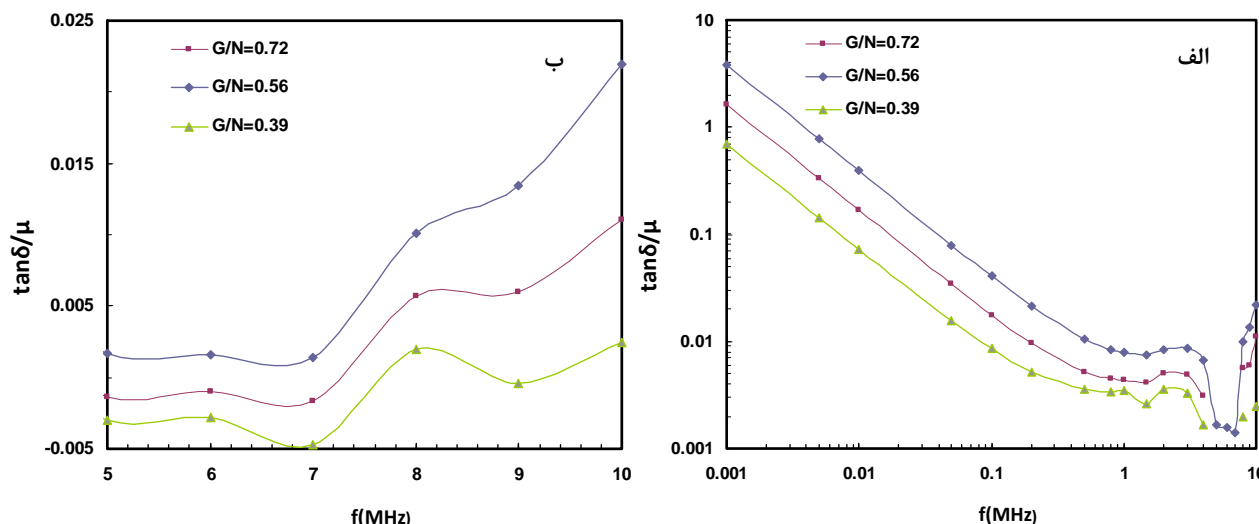 0.025
0.015
0.005
-0.005
tanδ/μ
G/N=0.72
G/N=0.56
G/N=0.39
ب
5 6 7 8 9 10
f(MHz)
10
1
0.1
0.01
0.001
tanδ/μ
G/N=0.72
G/N=0.56
G/N=0.39
الف
0.001 0.01 0.1 1 10
f(MHz)